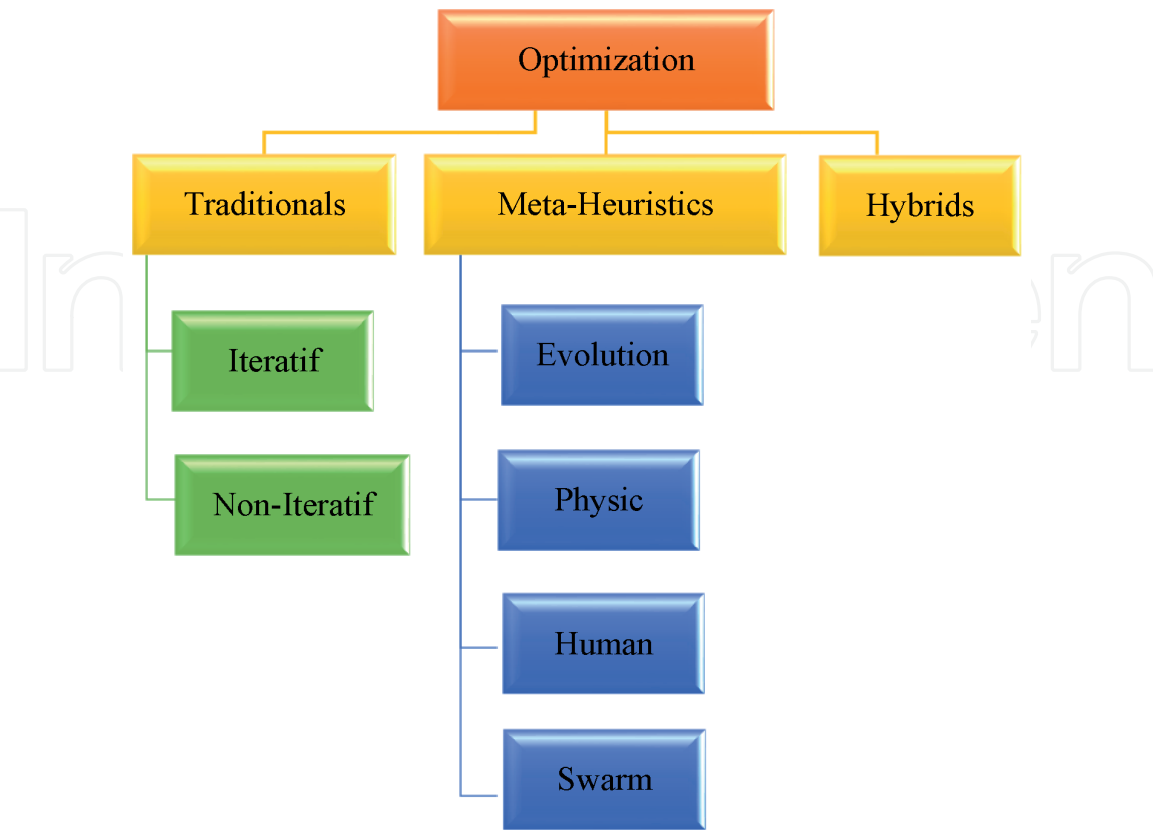 Optimization
Traditionals
Meta-Heuristics
Hybrids
Iteratif
Non-Iteratif
Evolution
Physic
Human
Swarm